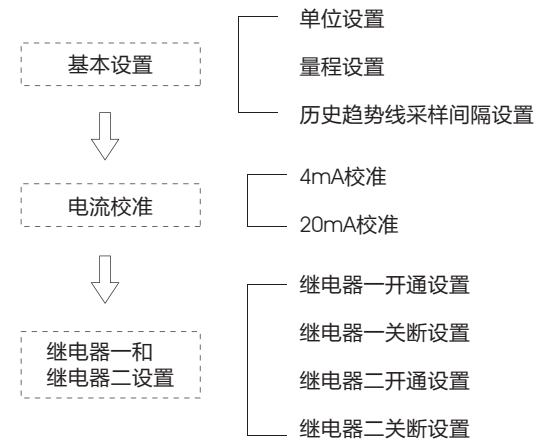 基本设置
单位设置
量程设置
历史趋势线采样间隔设置
电流校准
4mA校准
20mA校准
继电器一和
继电器二设置
继电器一开通设置
继电器一关断设置
继电器二开通设置
继电器二关断设置